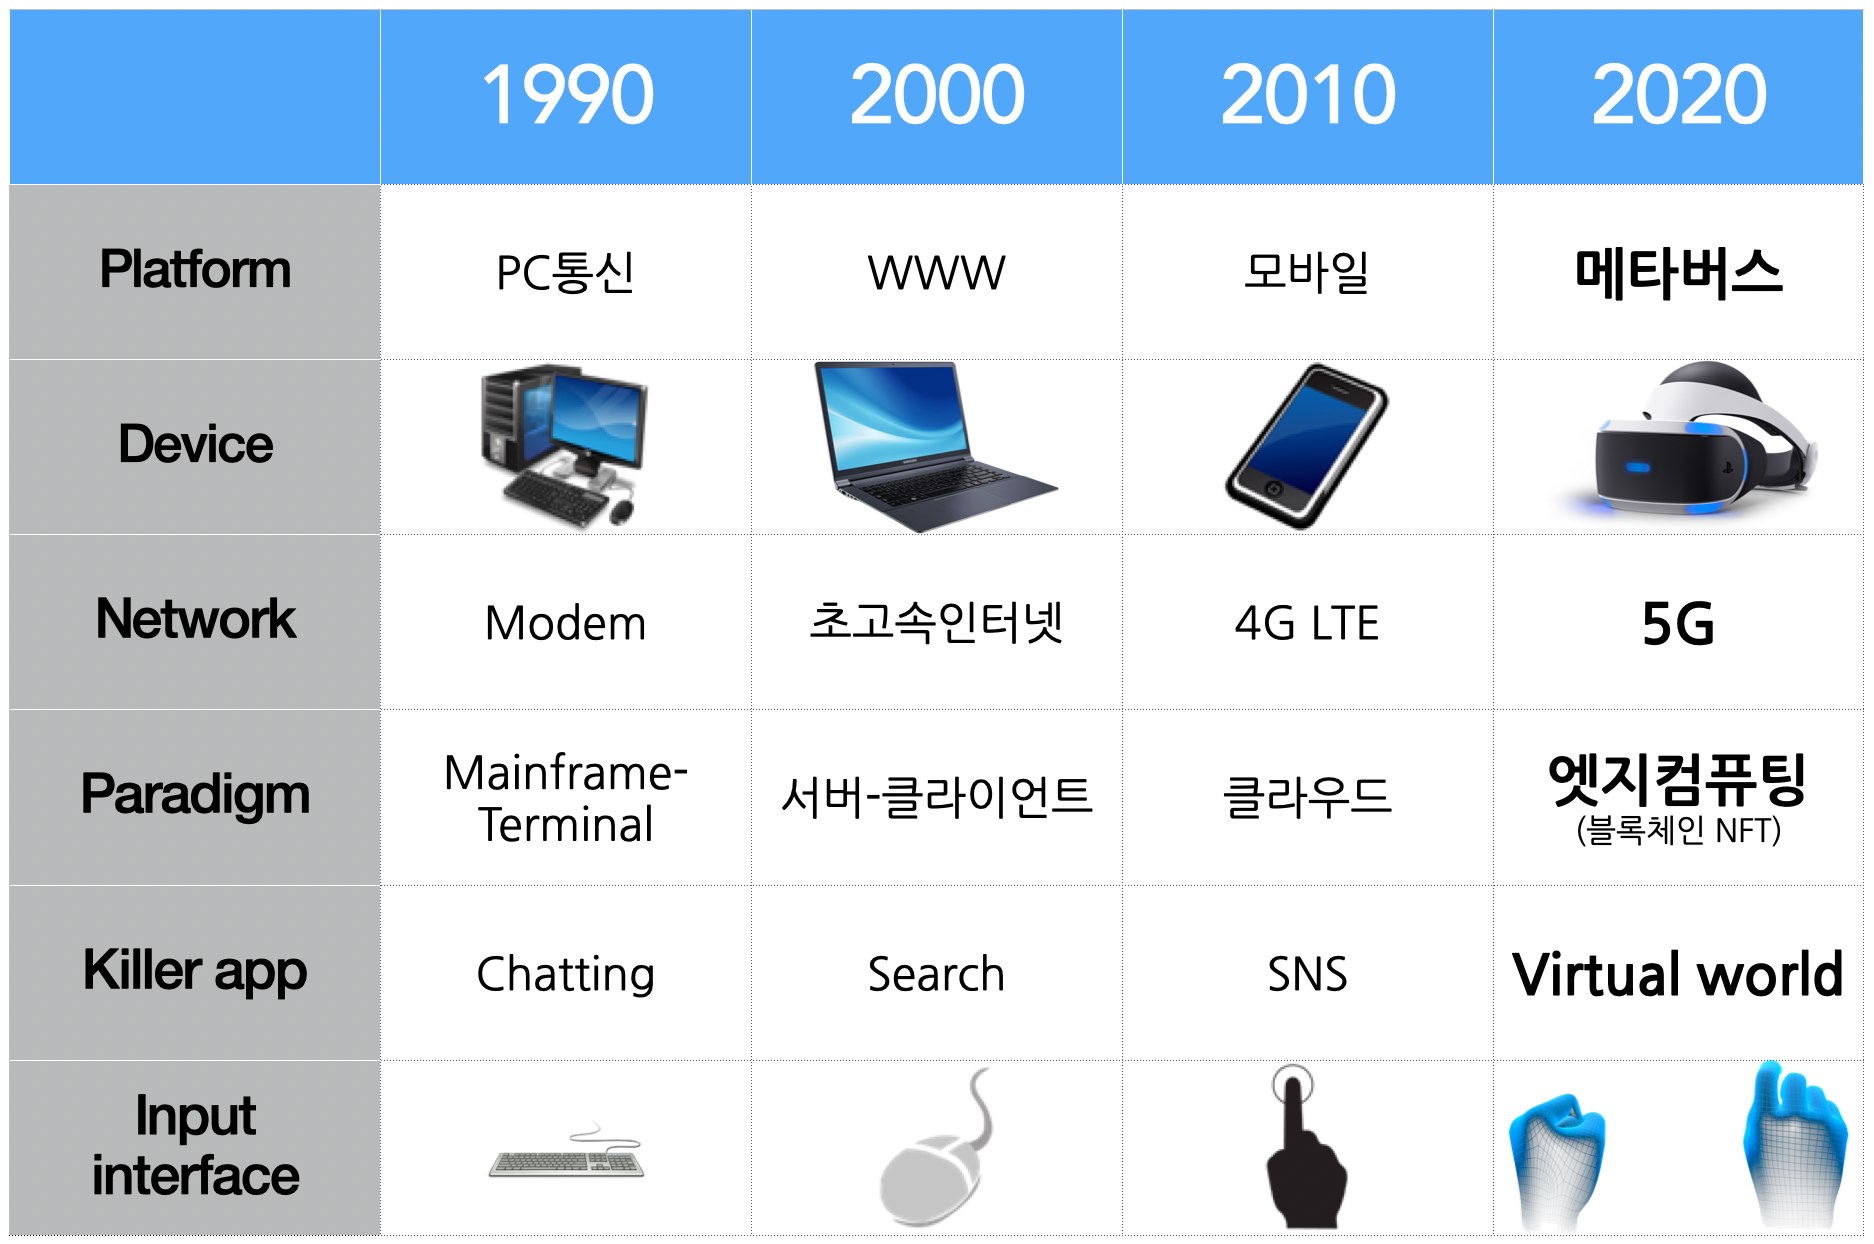 1990 2000 2010 2020
Platform PC통신 WWW 모바일 메타버스
Device
Network Modem 초고속인터넷 4G LTE 5G
Paradigm Mainframe-
Terminal 서버-클라이언트 클라우드 엣지컴퓨팅
(블록체인 NFT)
Killer app Chatting Search SNS Virtual world
Input
interface